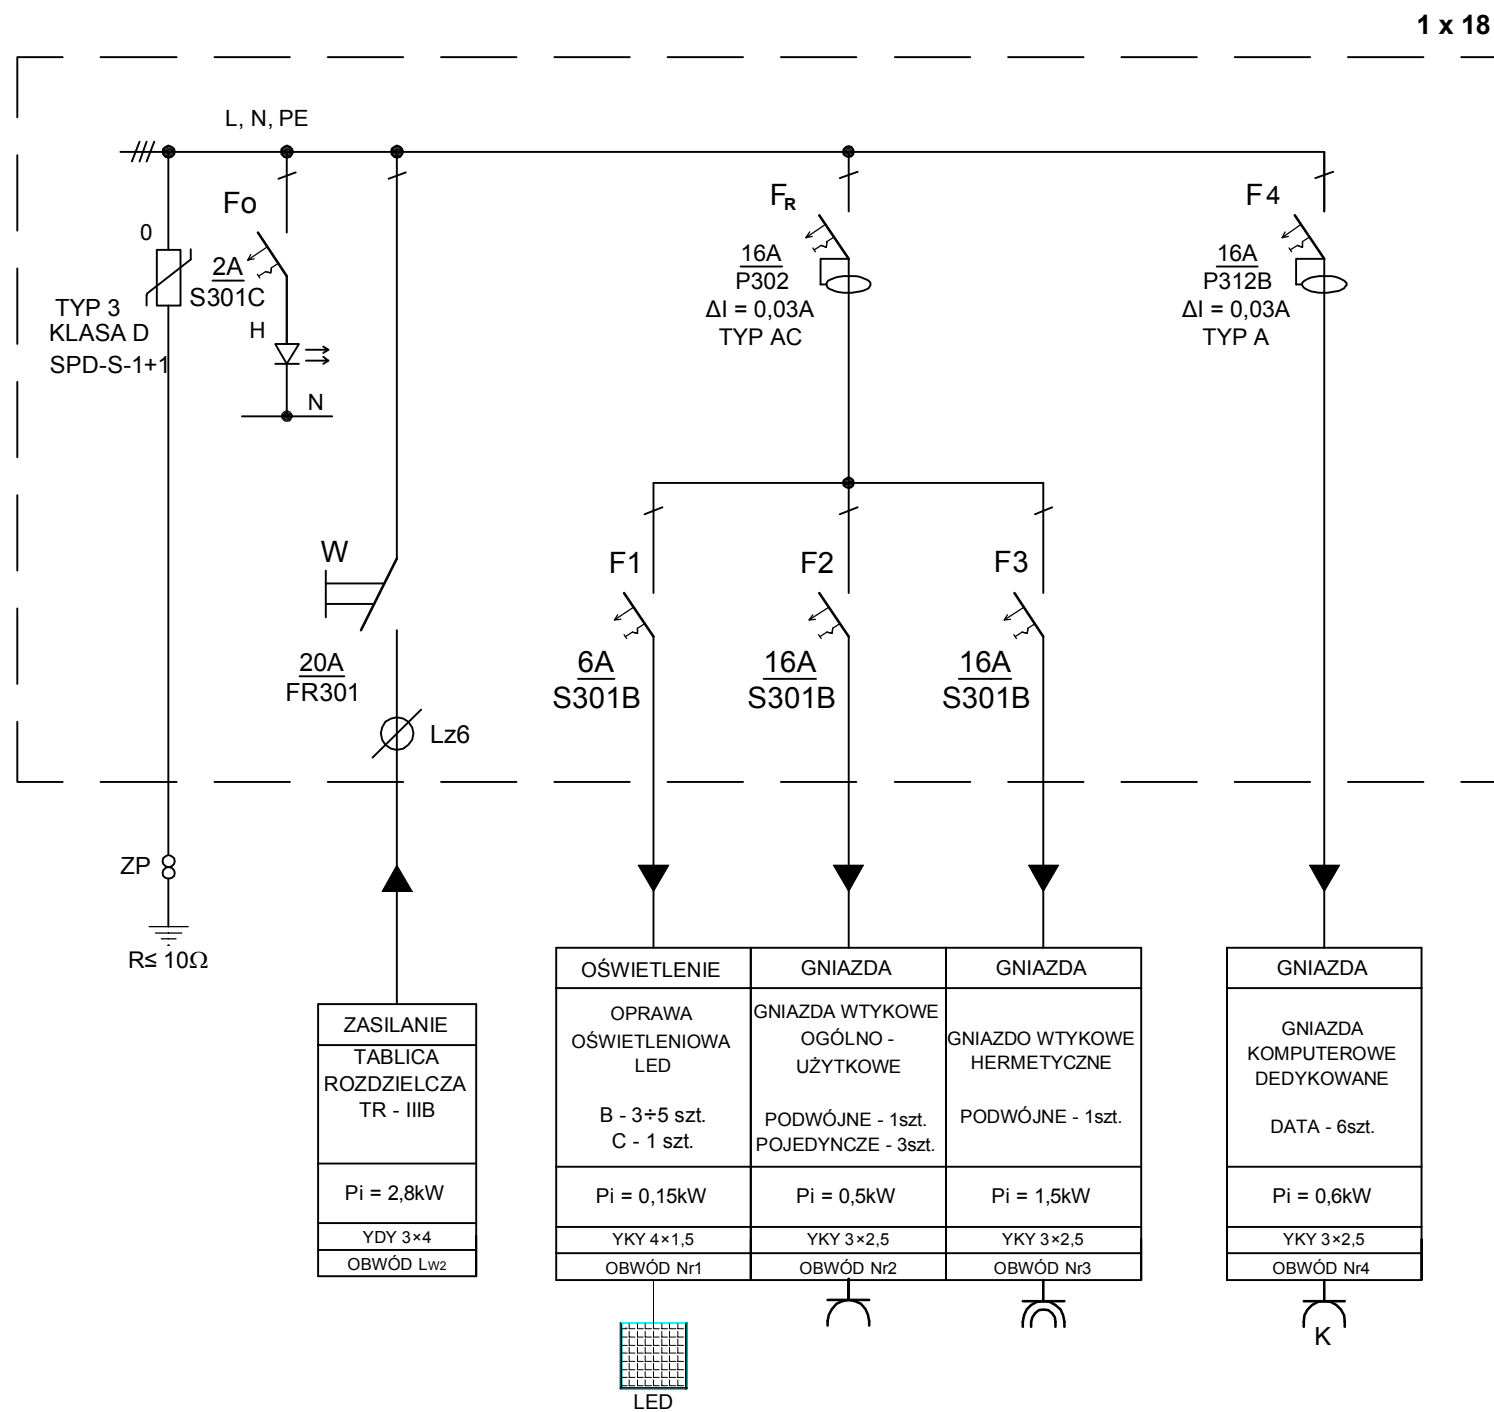 1 x 18
L, N, PE
0
TYP 3
KLASA D
SPD-S-1+1
Fo
2A
S301C
H
N
FR
16A
P302
ΔI = 0,03A
TYP AC
F4
16A
P312B
ΔI = 0,03A
TYP A
W
20A
FR301
Lz6
F1
6A
S301B
F2
16A
S301B
F3
16A
S301B
ZP
R≤ 10Ω
ZASILANIE
TABLICA
ROZDZIELCZA
TR - IIIB
Pi = 2,8kW
YDY 3×4
OBWÓD LW2
OŚWIETLENIE
OPRAWA
OŚWIETLENIOWA
LED
B - 3÷5 szt.
C - 1 szt.
Pi = 0,15kW
YKY 4×1,5
OBWÓD Nr1
LED
GNIAZDA
GNIAZDA WTYKOWE
OGÓLNO -
UŻYTKOWE
PODWÓJNE - 1szt.
POJEDYNCZE - 3szt.
Pi = 0,5kW
YKY 3×2,5
OBWÓD Nr2
GNIAZDA
GNIAZDO WTYKOWE
HERMETYCZNE
PODWÓJNE - 1szt.
Pi = 1,5kW
YKY 3×2,5
OBWÓD Nr3
GNIAZDA
GNIAZDA
KOMPUTEROWE
DEDYKOWANE
DATA - 6szt.
Pi = 0,6kW
YKY 3×2,5
OBWÓD Nr4
K